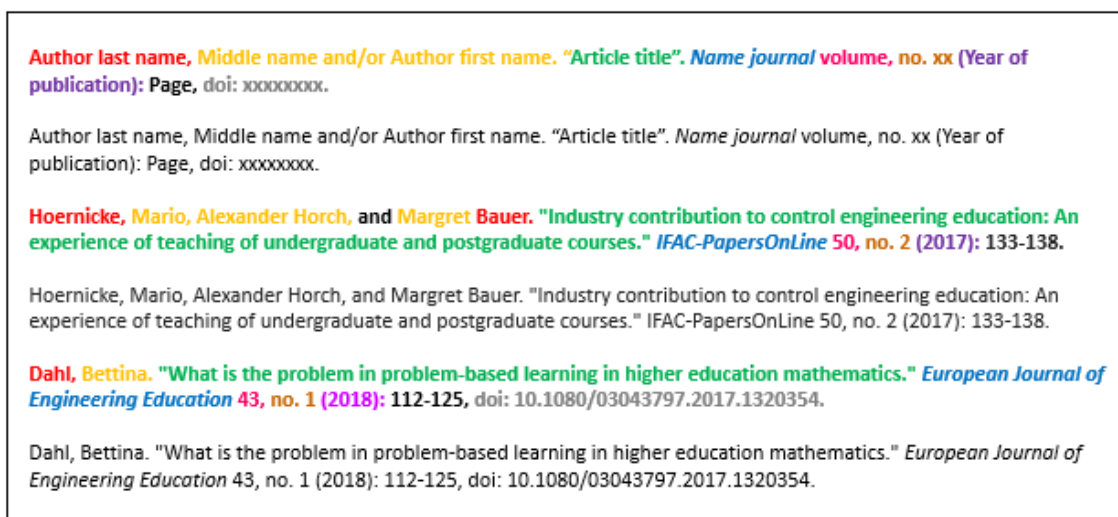 Author last name, Middle name and/or Author first name. “Article title”. Name journal volume, no. xx (Year of
publication): Page, doi: xxxxxxxx.
Author last name, Middle name and/or Author first name. “Article title”. Name journal volume, no. xx (Year of
publication): Page, doi: xxxxxxxx.
Hoernicke, Mario, Alexander Horch, and Margret Bauer. "Industry contribution to control engineering education: An
experience of teaching of undergraduate and postgraduate courses." IFAC-PapersOnLine 50, no. 2 (2017): 133-138.
Hoernicke, Mario, Alexander Horch, and Margret Bauer. "Industry contribution to control engineering education: An
experience of teaching of undergraduate and postgraduate courses." IFAC-PapersOnLine 50, no. 2 (2017): 133-138.
Dahl, Bettina. "What is the problem in problem-based learning in higher education mathematics." European Journal of
Engineering Education 43, no. 1 (2018): 112-125, doi: 10.1080/03043797.2017.1320354.
Dahl, Bettina. "What is the problem in problem-based learning in higher education mathematics." European Journal of
Engineering Education 43, no. 1 (2018): 112-125, doi: 10.1080/03043797.2017.1320354.